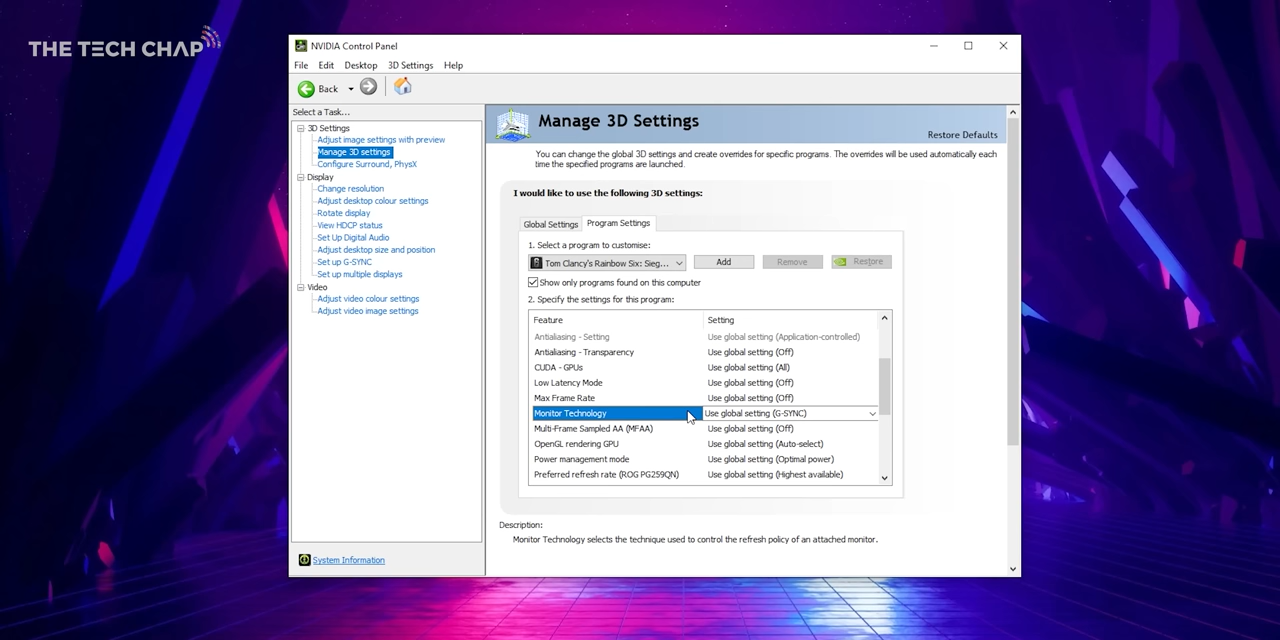 THE TECH CHAP
NVIDIA Control Panel
File Edit Desktop 3D Settings Help
Back
Select a Task...
3D Settings
Adjust image settings with preview
Manage 3D settings
Configure Surround, PhysX
Display
Change resolution
Adjust desktop colour settings
Rotate display
View HDCP status
Set Up Digital Audio
Adjust desktop size and position
Set up G-SYNC
Set up multiple displays
Video
Adjust video colour settings
Adjust video image settings
System Information
Manage 3D Settings
Restore Defaults
You can change the global 3D settings and create overrides for specific programs. The overrides will be used automatically each
time the specified programs are launched.
I would like to use the following 3D settings:
Global Settings Program Settings
1. Select a program to customise:
Tom Clancy's Rainbow Six: Sieg... Add Remove Restore
Show only programs found on this computer
2. Specify the settings for this program:
Feature Setting
Antialiasing - Setting Use global setting (Application-controlled)
Antialiasing - Transparency Use global setting (Off)
CUDA - GPUs Use global setting (All)
Low Latency Mode Use global setting (Off)
Max Frame Rate Use global setting (Off)
Monitor Technology Use global setting (G-SYNC)
Multi-Frame Sampled AA (MFAA) Use global setting (Off)
OpenGL rendering GPU Use global setting (Auto-select)
Power management mode Use global setting (Optimal power)
Preferred refresh rate (ROG PG259QN) Use global setting (Highest available)
Description:
Monitor Technology selects the technique used to control the refresh policy of an attached monitor.